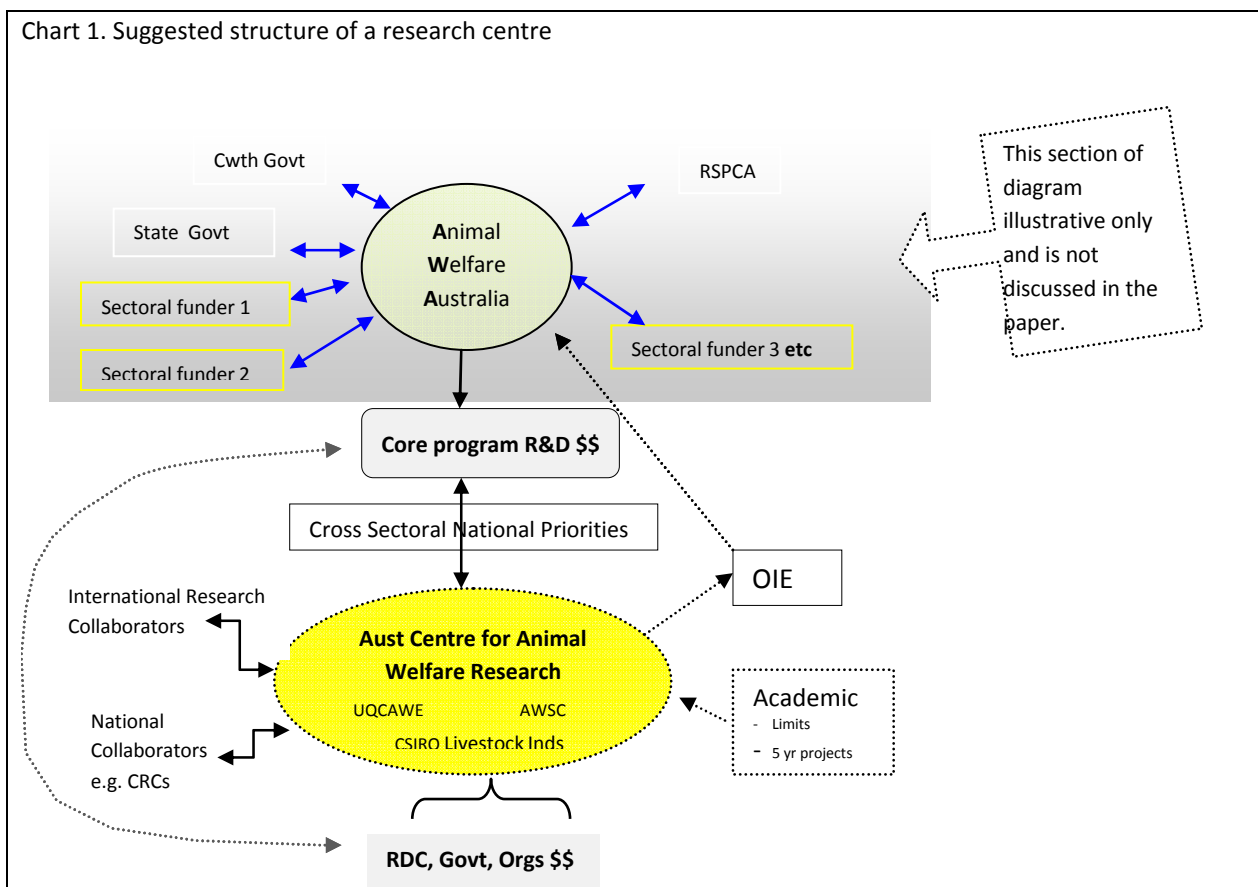 Chart 1. Suggested structure of a research centre
Cwth Govt
RSPCA
State Govt
Animal
Welfare
Australia
Sectoral funder 1
Sectoral funder 2
Sectoral funder 3 etc
This section of
diagram
illustrative only
and is not
discussed in the
paper.
Core program R&D $$
Cross Sectoral National Priorities
OIE
International Research
Collaborators
Aust Centre for Animal
Welfare Research
UQCAWE
AWSC
CSIRO Livestock Inds
National
Collaborators
e.g. CRCs
Academic
- Limits
- 5 yr projects
RDC, Govt, Orgs $$